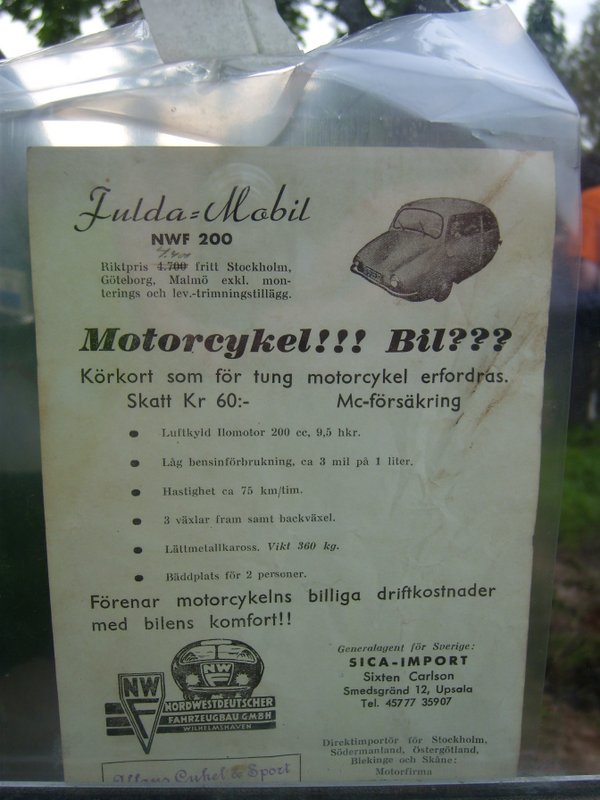 Fulda=Mobil
NWF 200
Riktpris 4.700 fritt Stockholm,
Göteborg, Malmö exkl. mon-
terings och lev.-trimningstillägg.
Motorcykel!!! Bil???
Körkort som för tung motorcykel erfordras.
Skatt Kr 60:- Mc-försäkring
• Luftkyld Ilomotor 200 cc, 9,5 hkr.
• Låg bensinförbrukning, ca 3 mil på 1 liter.
• Hastighet ca 75 km/tim.
• 3 växlar fram samt backväxel.
• Lättmetallkaross. Vikt 360 kg.
• Bäddplats för 2 personer.
Förenar motorcykelns billiga driftkostnader
med bilens komfort!!
NW
F
NORDWESTDEUTSCHER
FAHRZEUGBAU GMBH
WILHELMSHAVEN
Generalagent för Sverige:
SICA-IMPORT
Sixten Carlson
Smedsgränd 12, Upsala
Tel. 45777 35907
Direktimportör för Stockholm,
Södermanland, Östergötland,
Blekinge och Skåne:
Motorfirma
Cykel & Sport